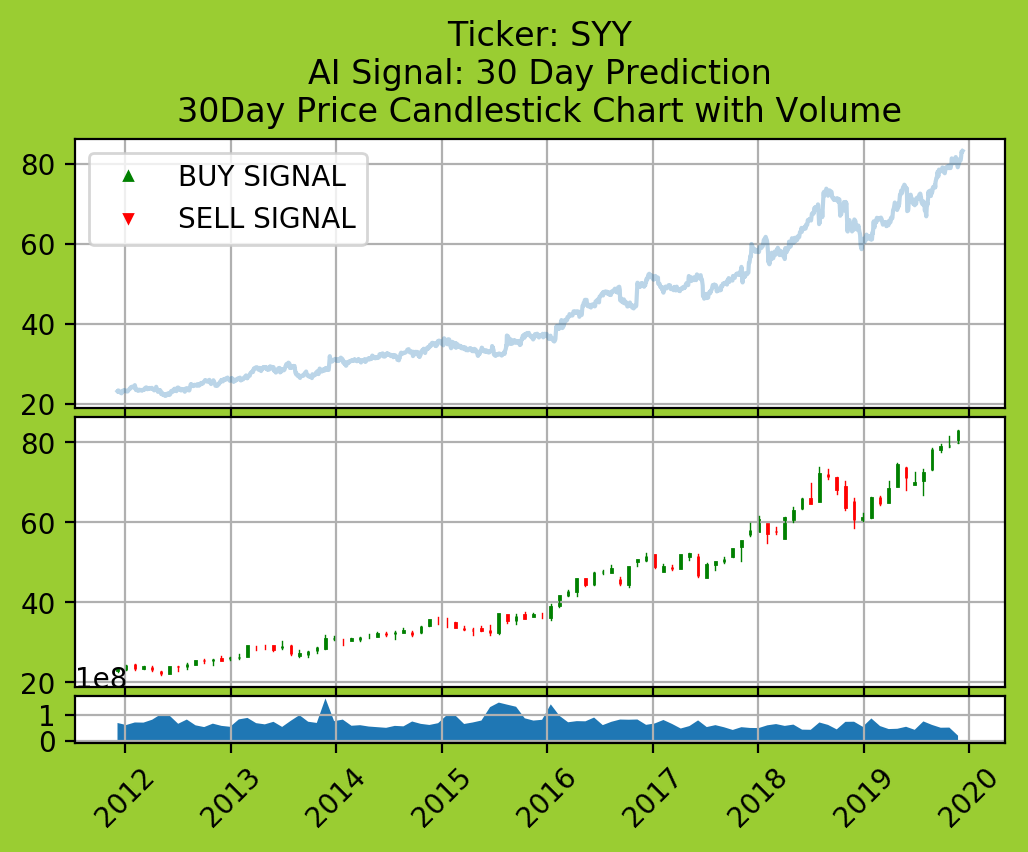 Ticker: SYY
AI Signal: 30 Day Prediction
30Day Price Candlestick Chart with Volume
BUY SIGNAL
SELL SIGNAL
80
60
40
20
80
60
40
20
1e8
1
0
2012 2013 2014 2015 2016 2017 2018 2019 2020